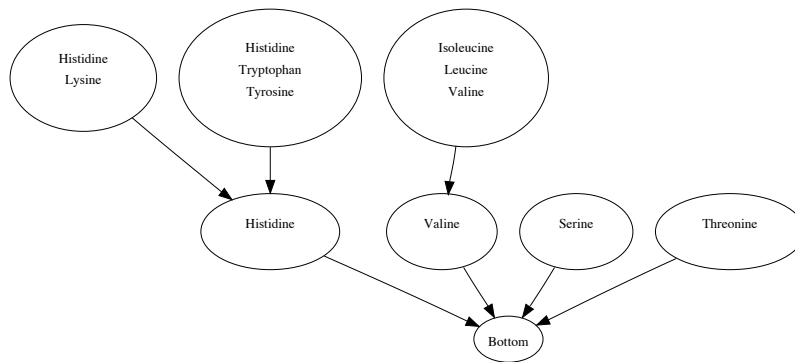 Histidine
Lysine
Histidine
Tryptophan
Tyrosine
Isoleucine
Leucine
Valine
Histidine
Valine
Serine
Threonine
Bottom